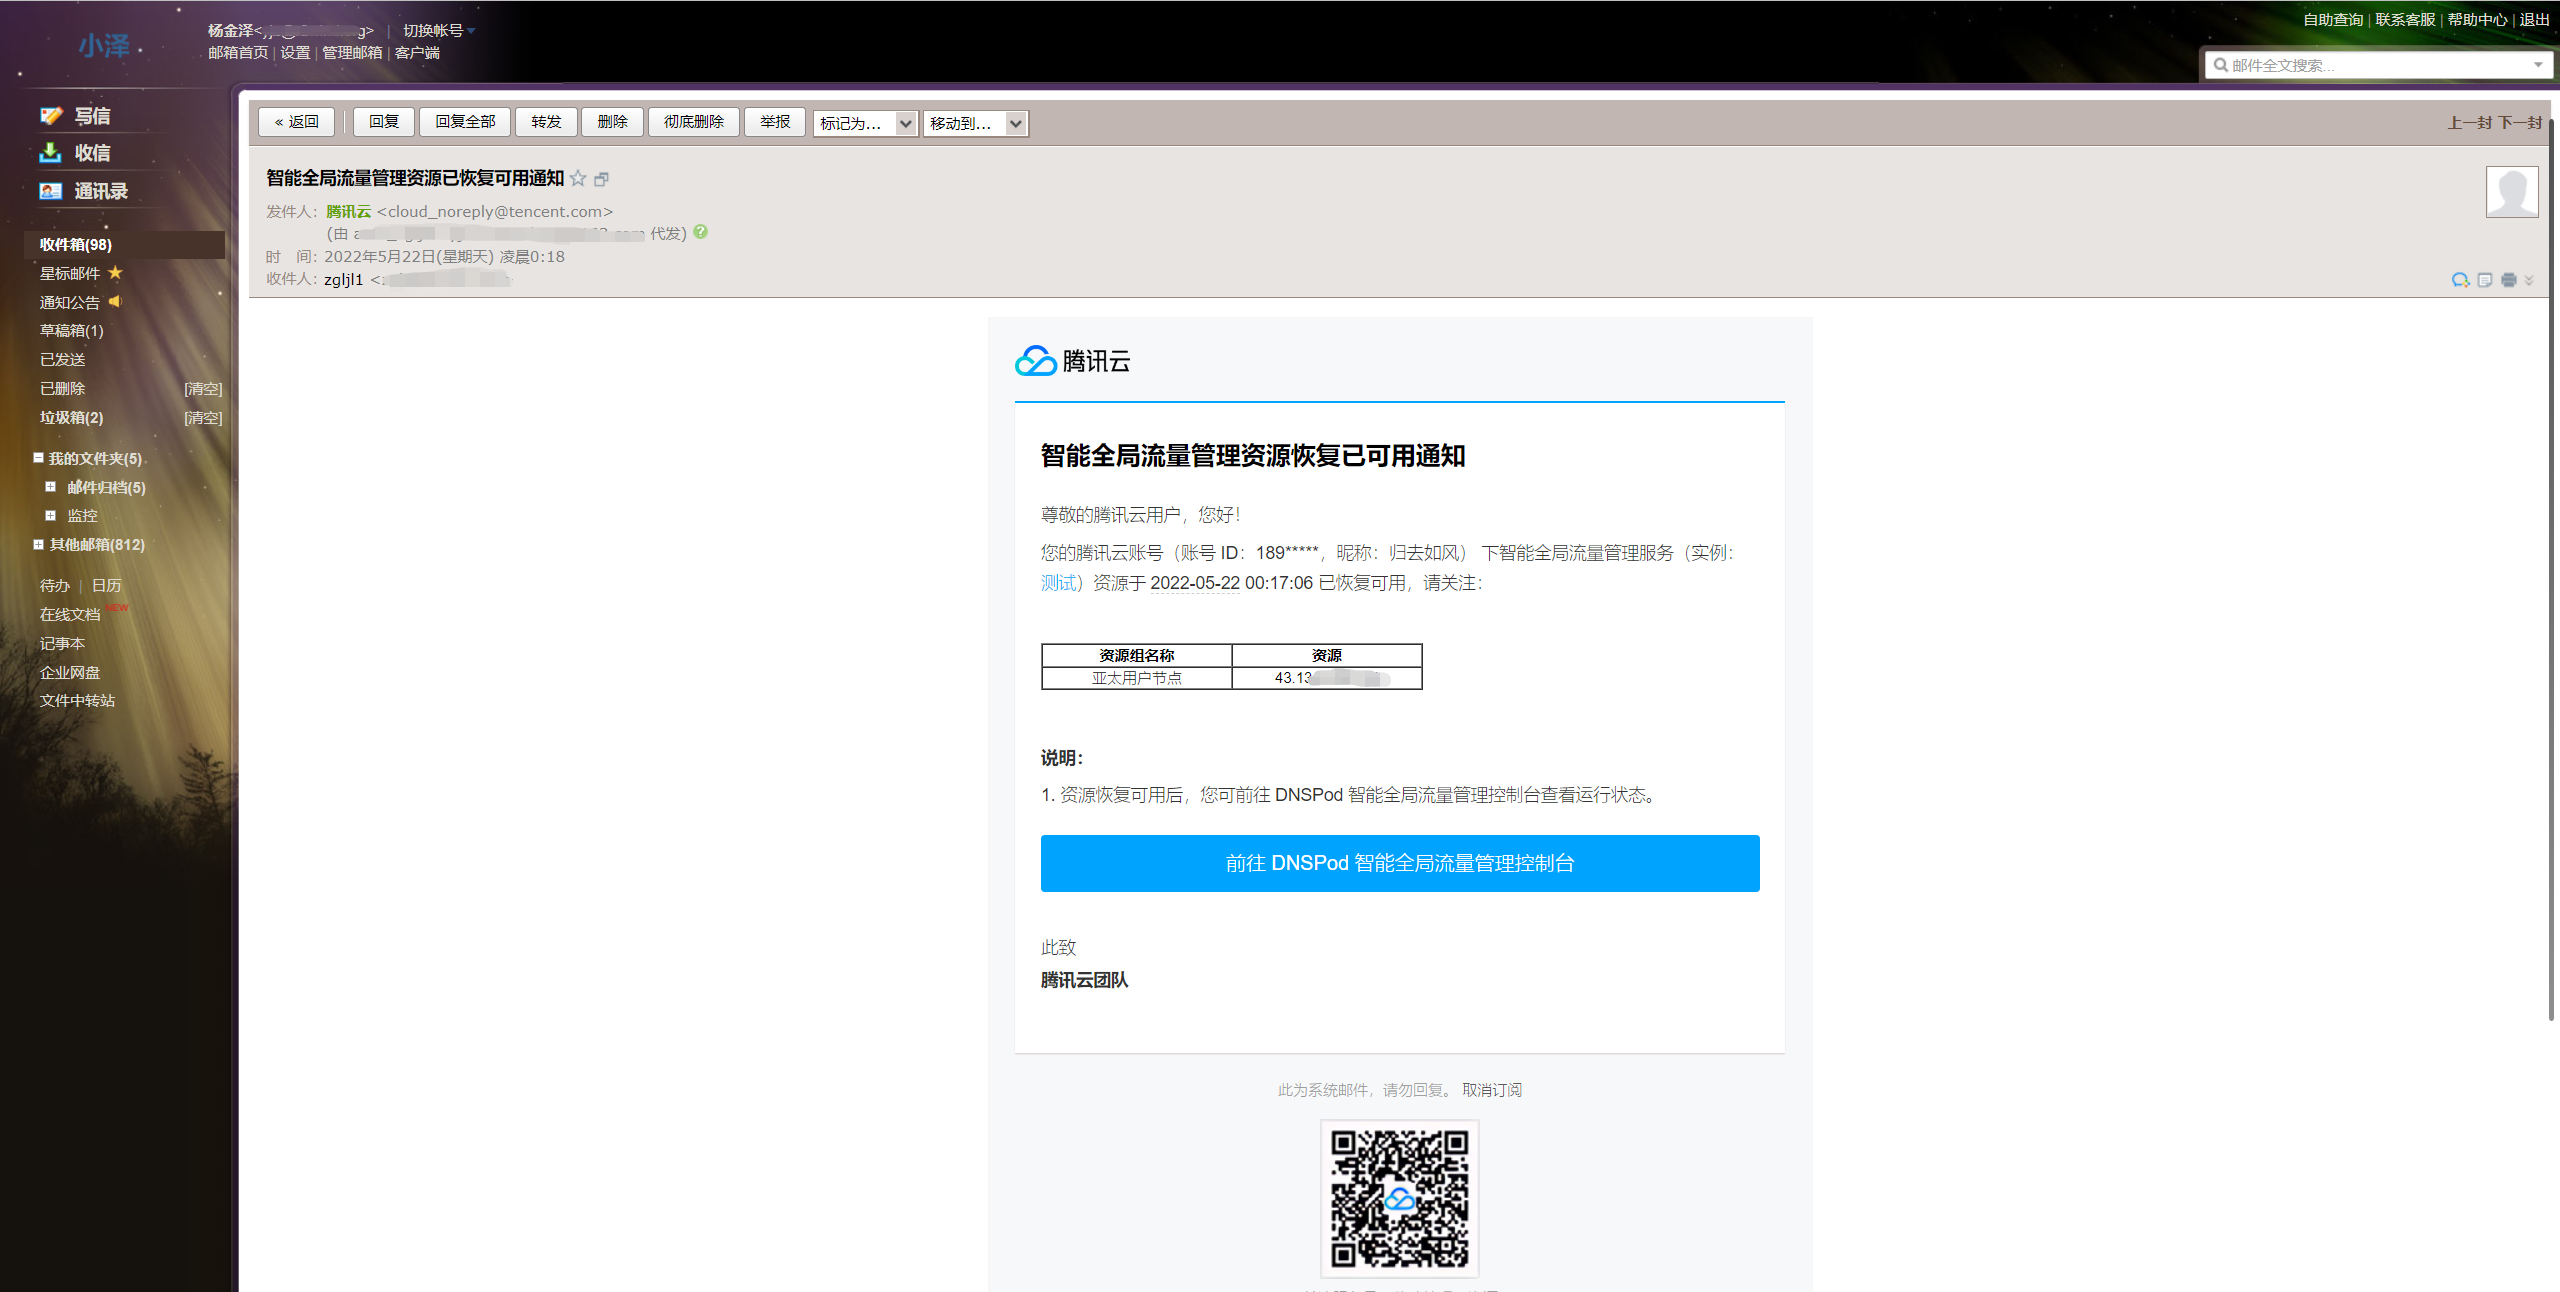 小泽
杨金泽< g> | 切换帐号
邮箱首页 | 设置 | 管理邮箱 | 客户端
自助查询 | 联系客服 | 帮助中心 | 退出
邮件全文搜索...
写信
收信
通讯录
收件箱(98)
星标邮件
通知公告
草稿箱(1)
已发送
已删除 [清空]
垃圾箱(2) [清空]
我的文件夹(5)
邮件归档(5)
监控
其他邮箱(812)
待办 | 日历
在线文档 NEW
记事本
企业网盘
文件中转站
« 返回 回复 回复全部 转发 删除 彻底删除 举报 标记为... 移动到... 上一封 下一封
智能全局流量管理资源已恢复可用通知
发件人：腾讯云 <cloud_noreply@tencent.com>
(由 代发)
时 间：2022年5月22日(星期天) 凌晨0:18
收件人：zgljl1 <
腾讯云
智能全局流量管理资源恢复已可用通知
尊敬的腾讯云用户，您好！
您的腾讯云账号（账号 ID：189*****，昵称：归去如风） 下智能全局流量管理服务（实例：
测试）资源于 2022-05-22 00:17:06 已恢复可用，请关注：
资源组名称 资源
亚太用户节点 43.13
说明：
1. 资源恢复可用后，您可前往 DNSPod 智能全局流量管理控制台查看运行状态。
前往 DNSPod 智能全局流量管理控制台
此致
腾讯云团队
此为系统邮件，请勿回复。 取消订阅